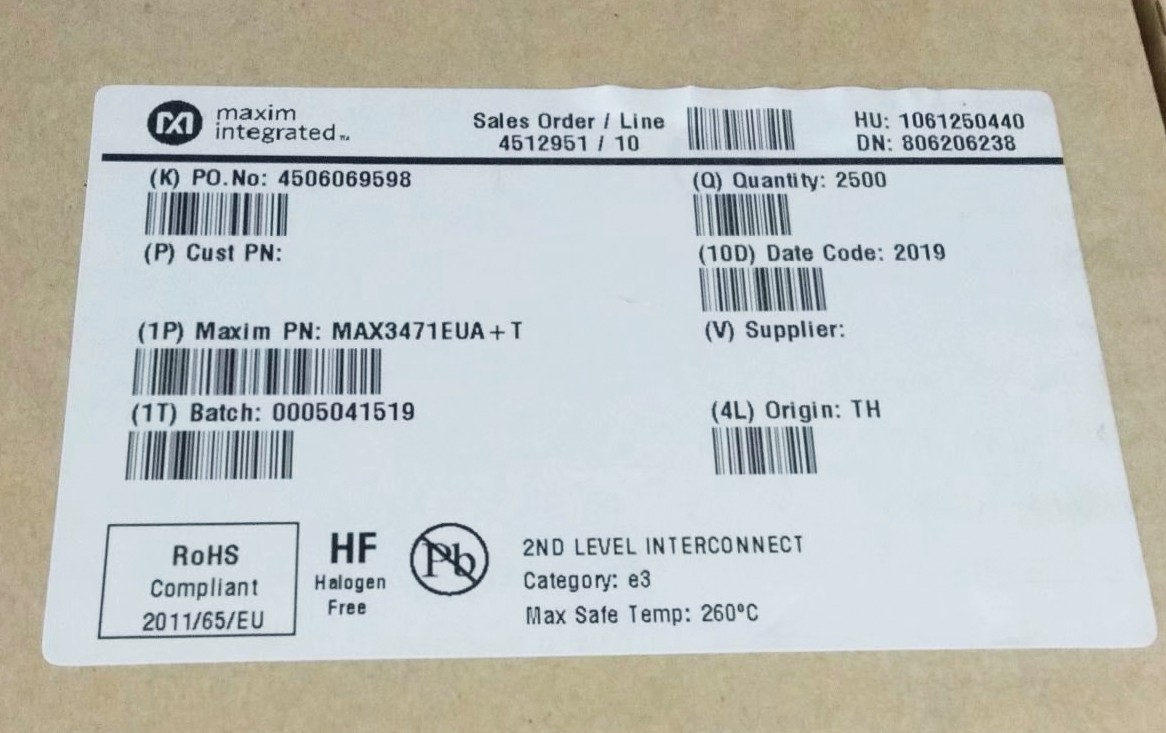 maxim
integrated™
Sales Order / Line
4512951 / 10
HU: 1061250440
DN: 806206238
(K) PO.No: 4506069598
(Q) Quantity: 2500
(P) Cust PN:
(10D) Date Code: 2019
(1P) Maxim PN: MAX3471EUA+T
(V) Supplier:
(1T) Batch: 0005041519
(4L) Origin: TH
RoHS
Compliant
2011/65/EU
HF
Halogen
Free
Pb
2ND LEVEL INTERCONNECT
Category: e3
Max Safe Temp: 260ºC